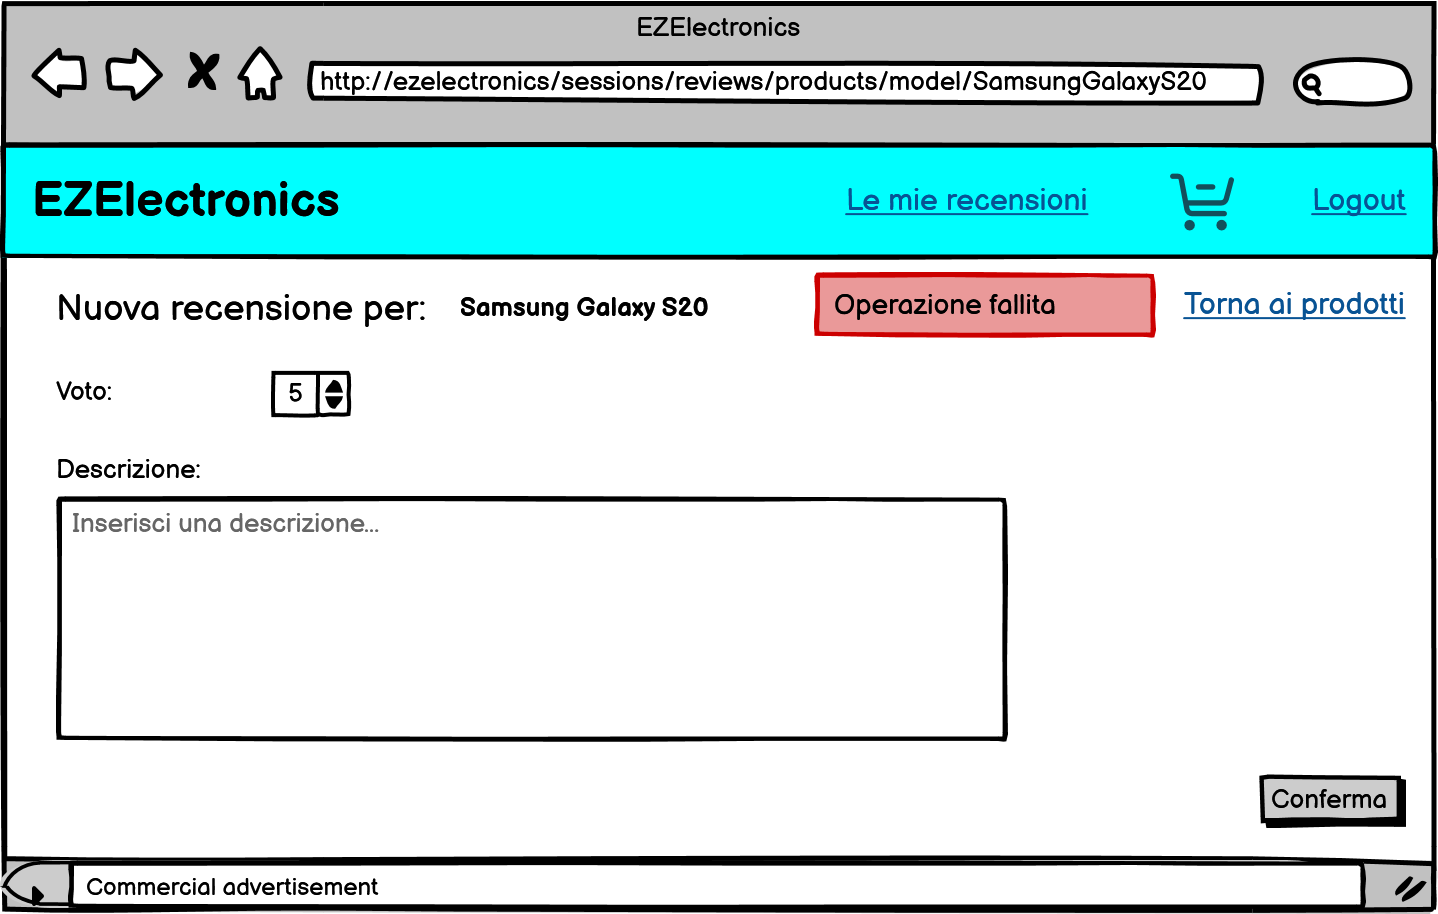 EZElectronics
http://ezelectronics/sessions/reviews/products/model/SamsungGalaxyS20
EZElectronics
Le mie recensioni
Logout
Nuova recensione per: Samsung Galaxy S20
Operazione fallita
Torna ai prodotti
Voto:
5
Descrizione:
Inserisci una descrizione...
Conferma
Commercial advertisement